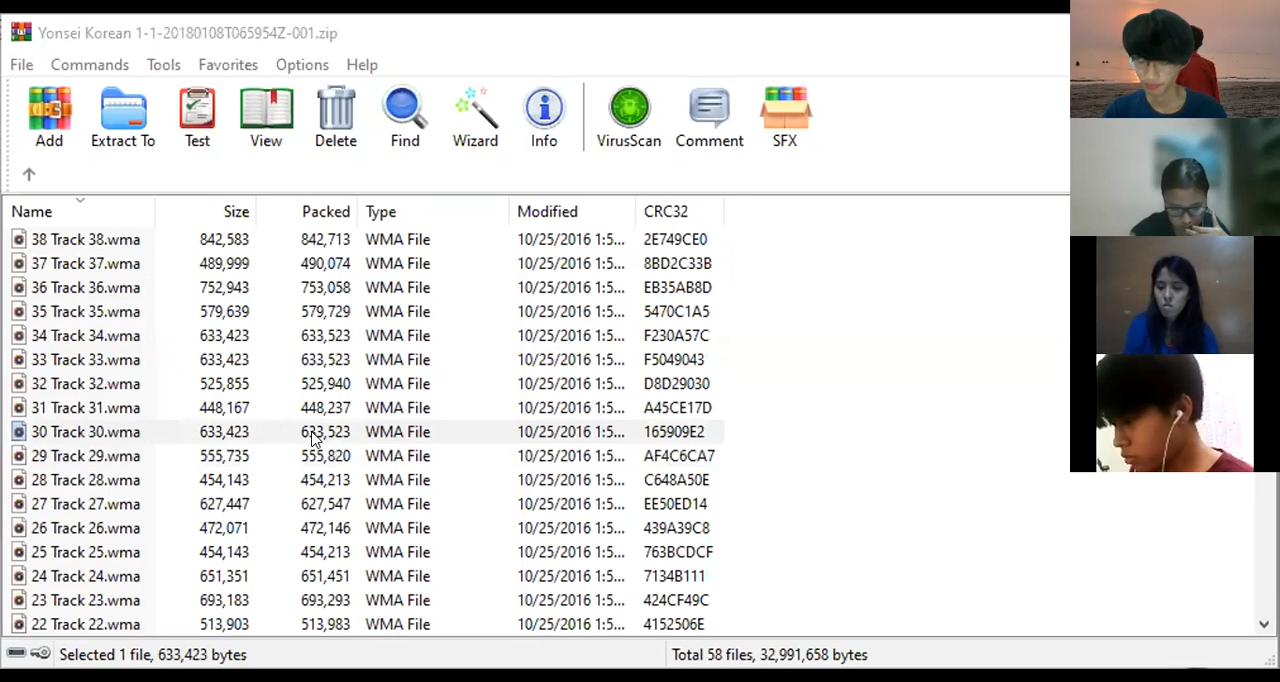 Yonsei Korean 1-1-20180108T065954Z-001.zip
File Commands Tools Favorites Options Help
Add Extract To Test View Delete Find Wizard Info VirusScan Comment SFX
Name Size Packed Type Modified CRC32
38 Track 38.wma 842,583 842,713 WMA File 10/25/2016 1:5... 2E749CE0
37 Track 37.wma 489,999 490,074 WMA File 10/25/2016 1:5... 8BD2C33B
36 Track 36.wma 752,943 753,058 WMA File 10/25/2016 1:5... EB35AB8D
35 Track 35.wma 579,639 579,729 WMA File 10/25/2016 1:5... 5470C1A5
34 Track 34.wma 633,423 633,523 WMA File 10/25/2016 1:5... F230A57C
33 Track 33.wma 633,423 633,523 WMA File 10/25/2016 1:5... F5049043
32 Track 32.wma 525,855 525,940 WMA File 10/25/2016 1:5... D8D29030
31 Track 31.wma 448,167 448,237 WMA File 10/25/2016 1:5... A45CE17D
30 Track 30.wma 633,423 633,523 WMA File 10/25/2016 1:5... 165909E2
29 Track 29.wma 555,735 555,820 WMA File 10/25/2016 1:5... AF4C6CA7
28 Track 28.wma 454,143 454,213 WMA File 10/25/2016 1:5... C648A50E
27 Track 27.wma 627,447 627,547 WMA File 10/25/2016 1:5... EE50ED14
26 Track 26.wma 472,071 472,146 WMA File 10/25/2016 1:5... 439A39C8
25 Track 25.wma 454,143 454,213 WMA File 10/25/2016 1:5... 763BCDCF
24 Track 24.wma 651,351 651,451 WMA File 10/25/2016 1:5... 7134B111
23 Track 23.wma 693,183 693,293 WMA File 10/25/2016 1:5... 424CF49C
22 Track 22.wma 513,903 513,983 WMA File 10/25/2016 1:5... 4152506E
Selected 1 file, 633,423 bytes Total 58 files, 32,991,658 bytes